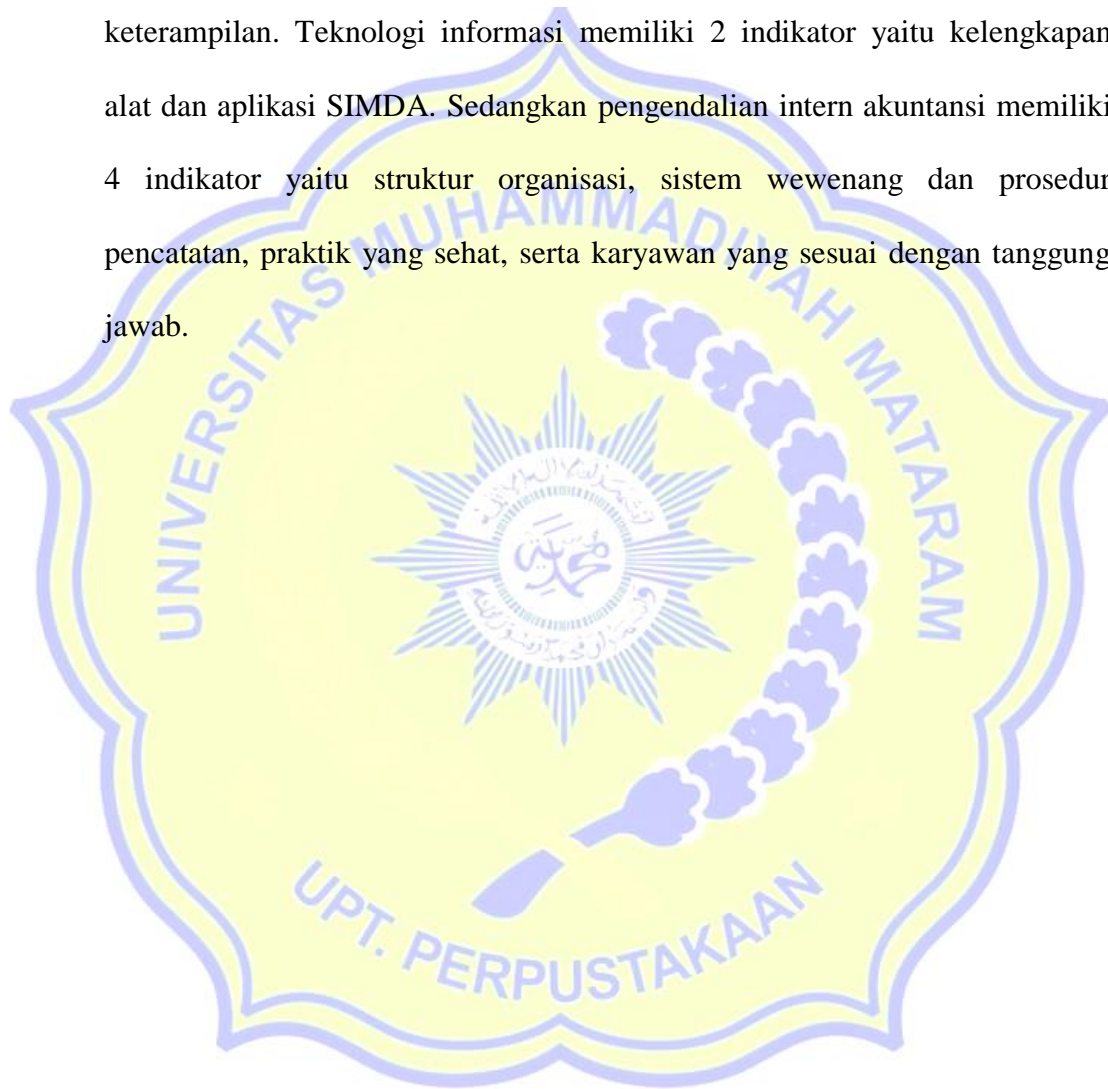 keterampilan. Teknologi informasi memiliki 2 indikator yaitu kelengkapan
alat dan aplikasi SIMDA. Sedangkan pengendalian intern akuntansi memiliki
4 indikator yaitu struktur organisasi, sistem wewenang dan prosedur
pencatatan, praktik yang sehat, serta karyawan yang sesuai dengan tanggung
jawab.
UNIVERSITAS MUHAMMADIYAH MATARAM
محمد
UPT. PERPUSTAKAAN